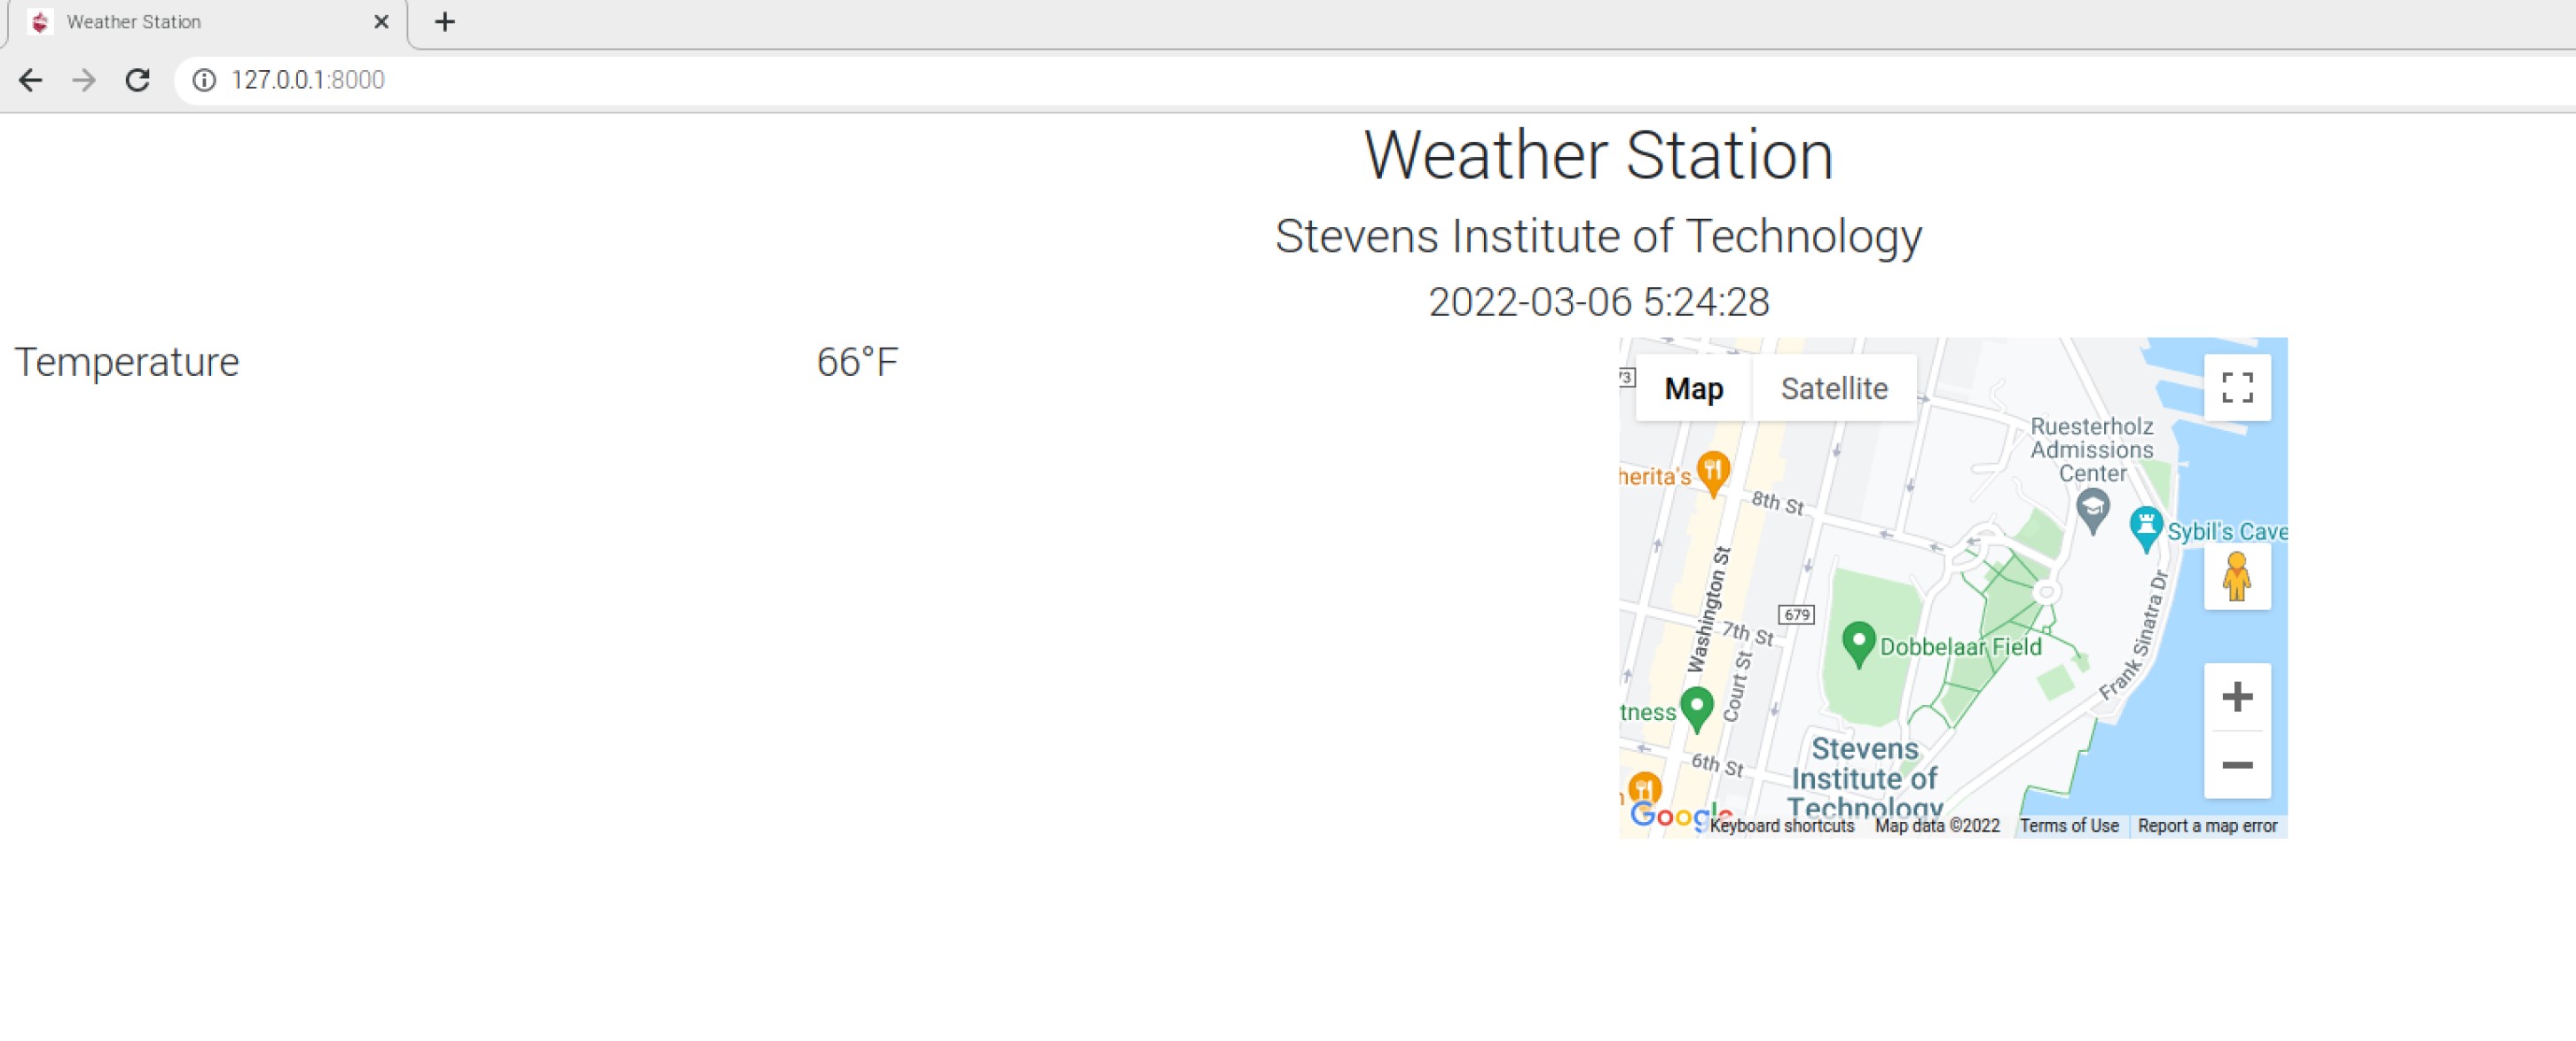 Weather Station
127.0.0.1:8000
Weather Station
Stevens Institute of Technology
2022-03-06 5:24:28
Temperature
66°F
Map
Satellite
73
Ruesterholz
Admissions
Center
herita's
8th St
Sybil's Cave
Washington St
679
7th St
Court St
Dobbelaar Field
Frank Sinatra Dr
tness
6th St
Stevens
Institute of
Technology
Google
Keyboard shortcuts
Map data ©2022
Terms of Use
Report a map error